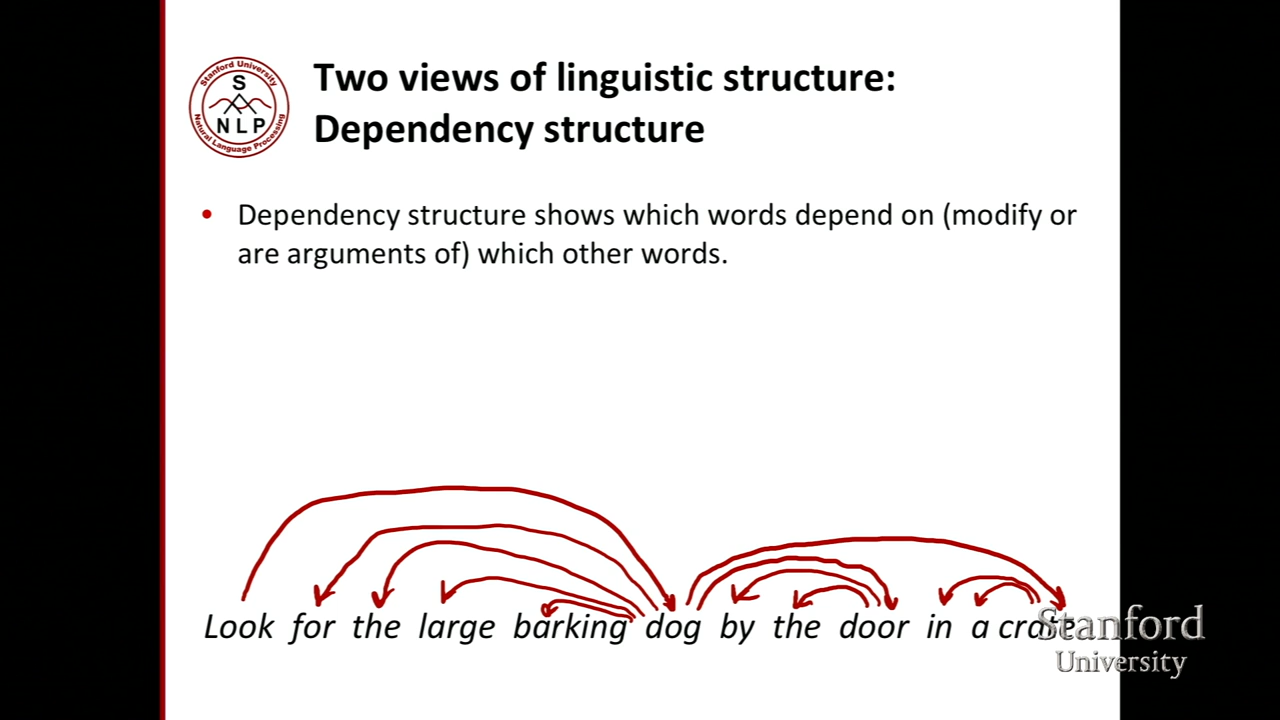 Stanford University
S
NLP
Natural Language Processing
Two views of linguistic structure:
Dependency structure
• Dependency structure shows which words depend on (modify or
are arguments of) which other words.
Look for the large barking dog by the door in a
Stanford
University